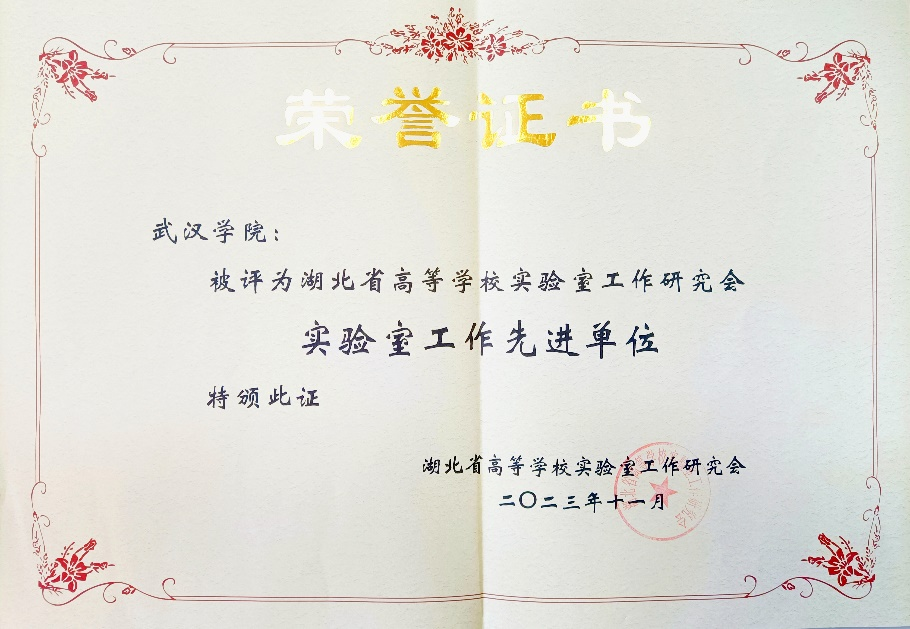 荣誉证书
武汉学院：
被评为湖北省高等学校实验室工作研究会
实验室工作先进单位
特颁此证
湖北省高等学校实验室工作研究会
二〇二三年十一月